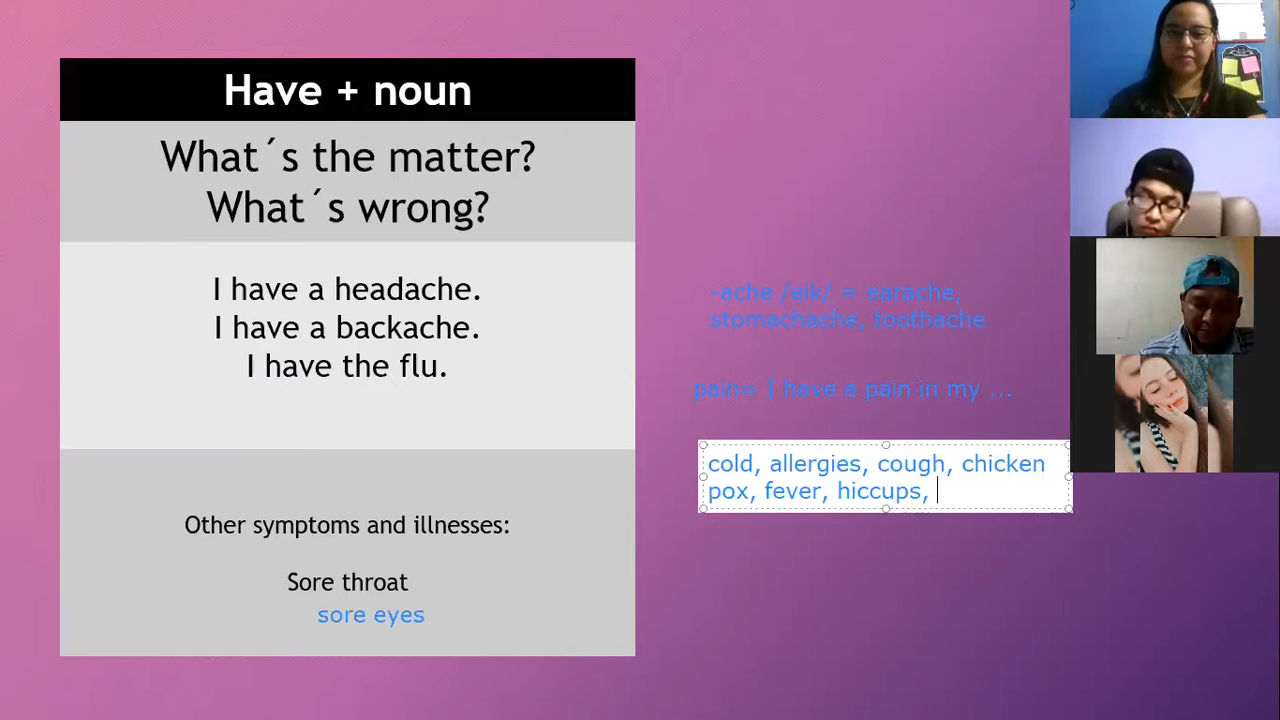 Have + noun
What´s the matter?
What´s wrong?
I have a headache.
I have a backache.
I have the flu.
Other symptoms and illnesses:
Sore throat
sore eyes
-ache /eik/ = earache,
stomachache, toothache
pain= I have a pain in my ...
cold, allergies, cough, chicken
pox, fever, hiccups,